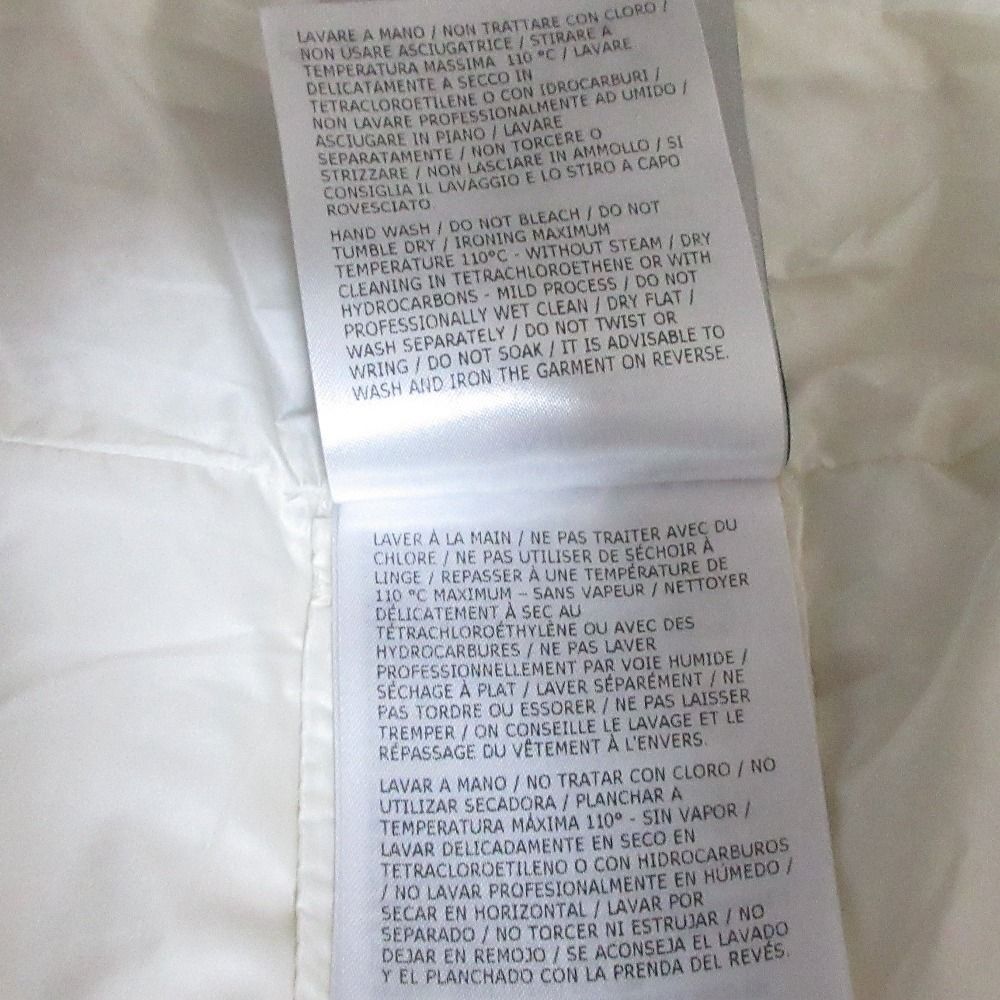 LAVARE A MANO / NON TRATTARE CON CLORO /
NON USARE ASCIUGATRICE / STIRARE A
TEMPERATURA MASSIMA 110 °C / LAVARE
DELICATAMENTE A SECCO IN
TETRACLOROETILENE O CON IDROCARBURI /
NON LAVARE PROFESSIONALMENTE AD UMIDO /
ASCIUGARE IN PIANO / LAVARE
SEPARATAMENTE / NON TORCERE O
STRIZZARE / NON LASCIARE IN AMMOLLO / SI
CONSIGLIA IL LAVAGGIO E LO STIRO A CAPO
ROVESCIATO.
HAND WASH / DO NOT BLEACH / DO NOT
TUMBLE DRY / IRONING MAXIMUM
TEMPERATURE 110°C - WITHOUT STEAM / DRY
CLEANING IN TETRACHLOROETHENE OR WITH
HYDROCARBONS - MILD PROCESS / DO NOT
PROFESSIONALLY WET CLEAN / DRY FLAT /
WASH SEPARATELY / DO NOT TWIST OR
WRING / DO NOT SOAK / IT IS ADVISABLE TO
WASH AND IRON THE GARMENT ON REVERSE.
LAVER À LA MAIN / NE PAS TRAITER AVEC DU
CHLORE / NE PAS UTILISER DE SÉCHOIR À
LINGE / REPASSER À UNE TEMPÉRATURE DE
110 °C MAXIMUM – SANS VAPEUR / NETTOYER
DÉLICATEMENT À SEC AU
TÉTRACHLOROÉTHYLÈNE OU AVEC DES
HYDROCARBURES / NE PAS LAVER
PROFESSIONNELLEMENT PAR VOIE HUMIDE /
SÉCHAGE À PLAT / LAVER SÉPARÉMENT / NE
PAS TORDRE OU ESSORER / NE PAS LAISSER
TREMPER / ON CONSEILLE LE LAVAGE ET LE
RÉPASSAGE DU VÊTEMENT À L'ENVERS.
LAVAR A MANO / NO TRATAR CON CLORO / NO
UTILIZAR SECADORA / PLANCHAR A
TEMPERATURA MÁXIMA 110° - SIN VAPOR /
LAVAR DELICADAMENTE EN SECO EN
TETRACLOROETILENO O CON HIDROCARBUROS
/ NO LAVAR PROFESIONALMENTE EN HÚMEDO /
SECAR EN HORIZONTAL / LAVAR POR
SEPARADO / NO TORCER NI ESTRUJAR / NO
DEJAR EN REMOJO / SE ACONSEJA EL LAVADO
Y EL PLANCHADO CON LA PRENDA DEL REVÉS.